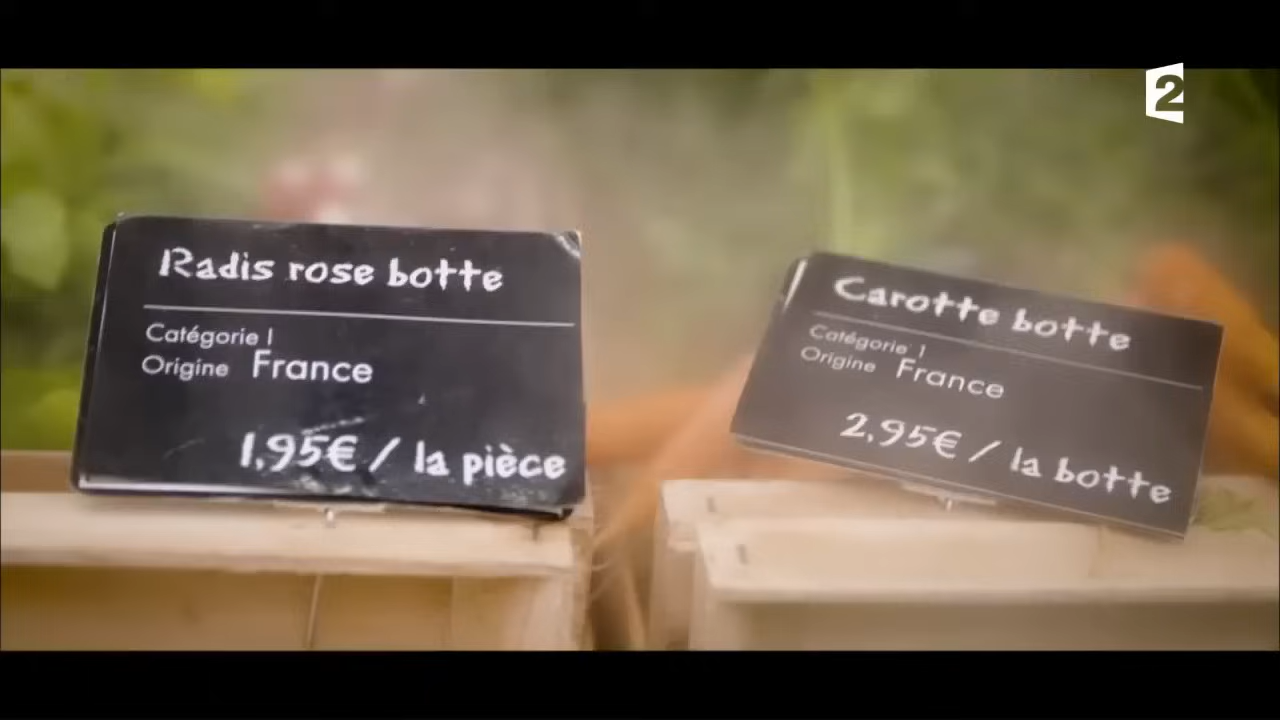 2
Radis rose botte
Catégorie I
Origine France
1,95€ / la pièce
Carotte botte
Catégorie 1
Origine France
2,95€ / la botte